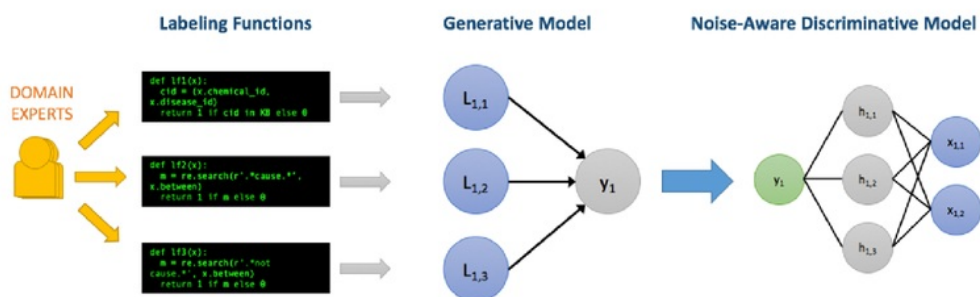 Labeling Functions
Generative Model
Noise-Aware Discriminative Model
DOMAIN
EXPERTS
def lf1(x):
cid = (x.chemical_id,
x.disease_id)
return 1 if cid in KB else 0
def lf2(x):
m = re.search(r'.*cause.*',
x.between)
return 1 if m else 0
def lf3(x):
m = re.search(r'.*not
cause.*', x.between)
return 1 if m else 0
L1,1
L1,2
L1,3
y1
y1
h1,1
h1,2
h1,3
x1,1
x1,2